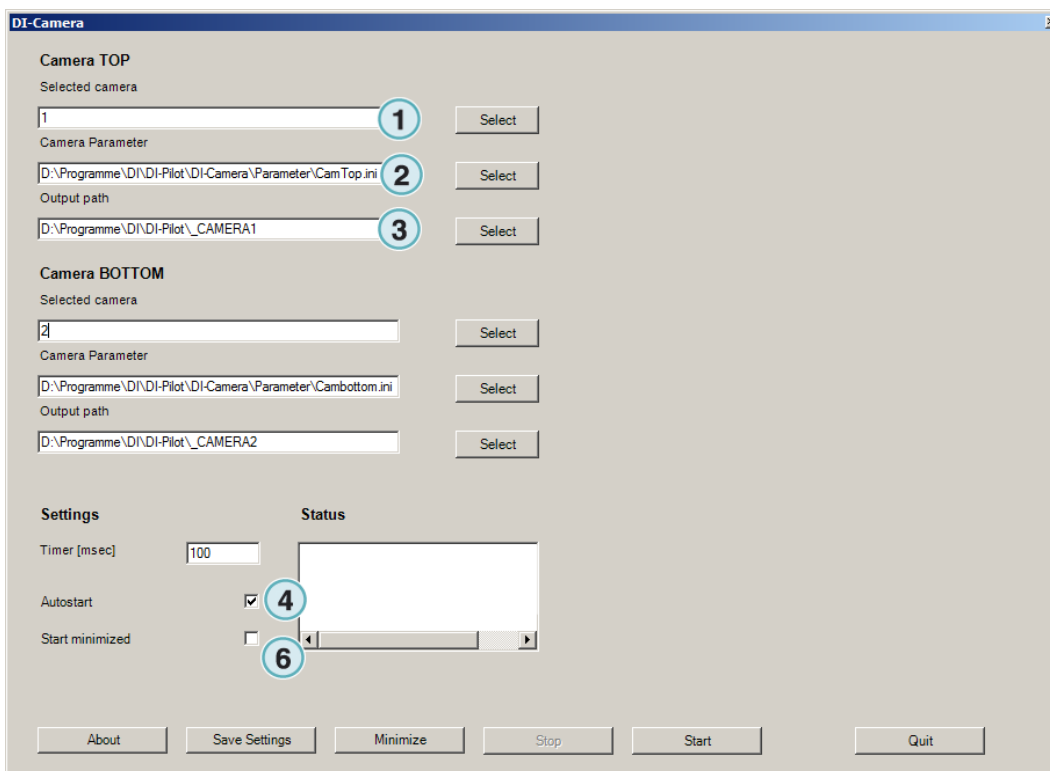 DI-Camera
Camera TOP
Selected camera
1 1 Select
Camera Parameter
D:\Programme\DI\DI-Pilot\DI-Camera\Parameter\CamTop.ini 2 Select
Output path
D:\Programme\DI\DI-Pilot\_CAMERA1 3 Select
Camera BOTTOM
Selected camera
2 Select
Camera Parameter
D:\Programme\DI\DI-Pilot\DI-Camera\Parameter\Cambottom.ini Select
Output path
D:\Programme\DI\DI-Pilot\_CAMERA2 Select
Settings Status
Timer [msec] 100
Autostart 4
Start minimized
6
About Save Settings Minimize Stop Start Quit